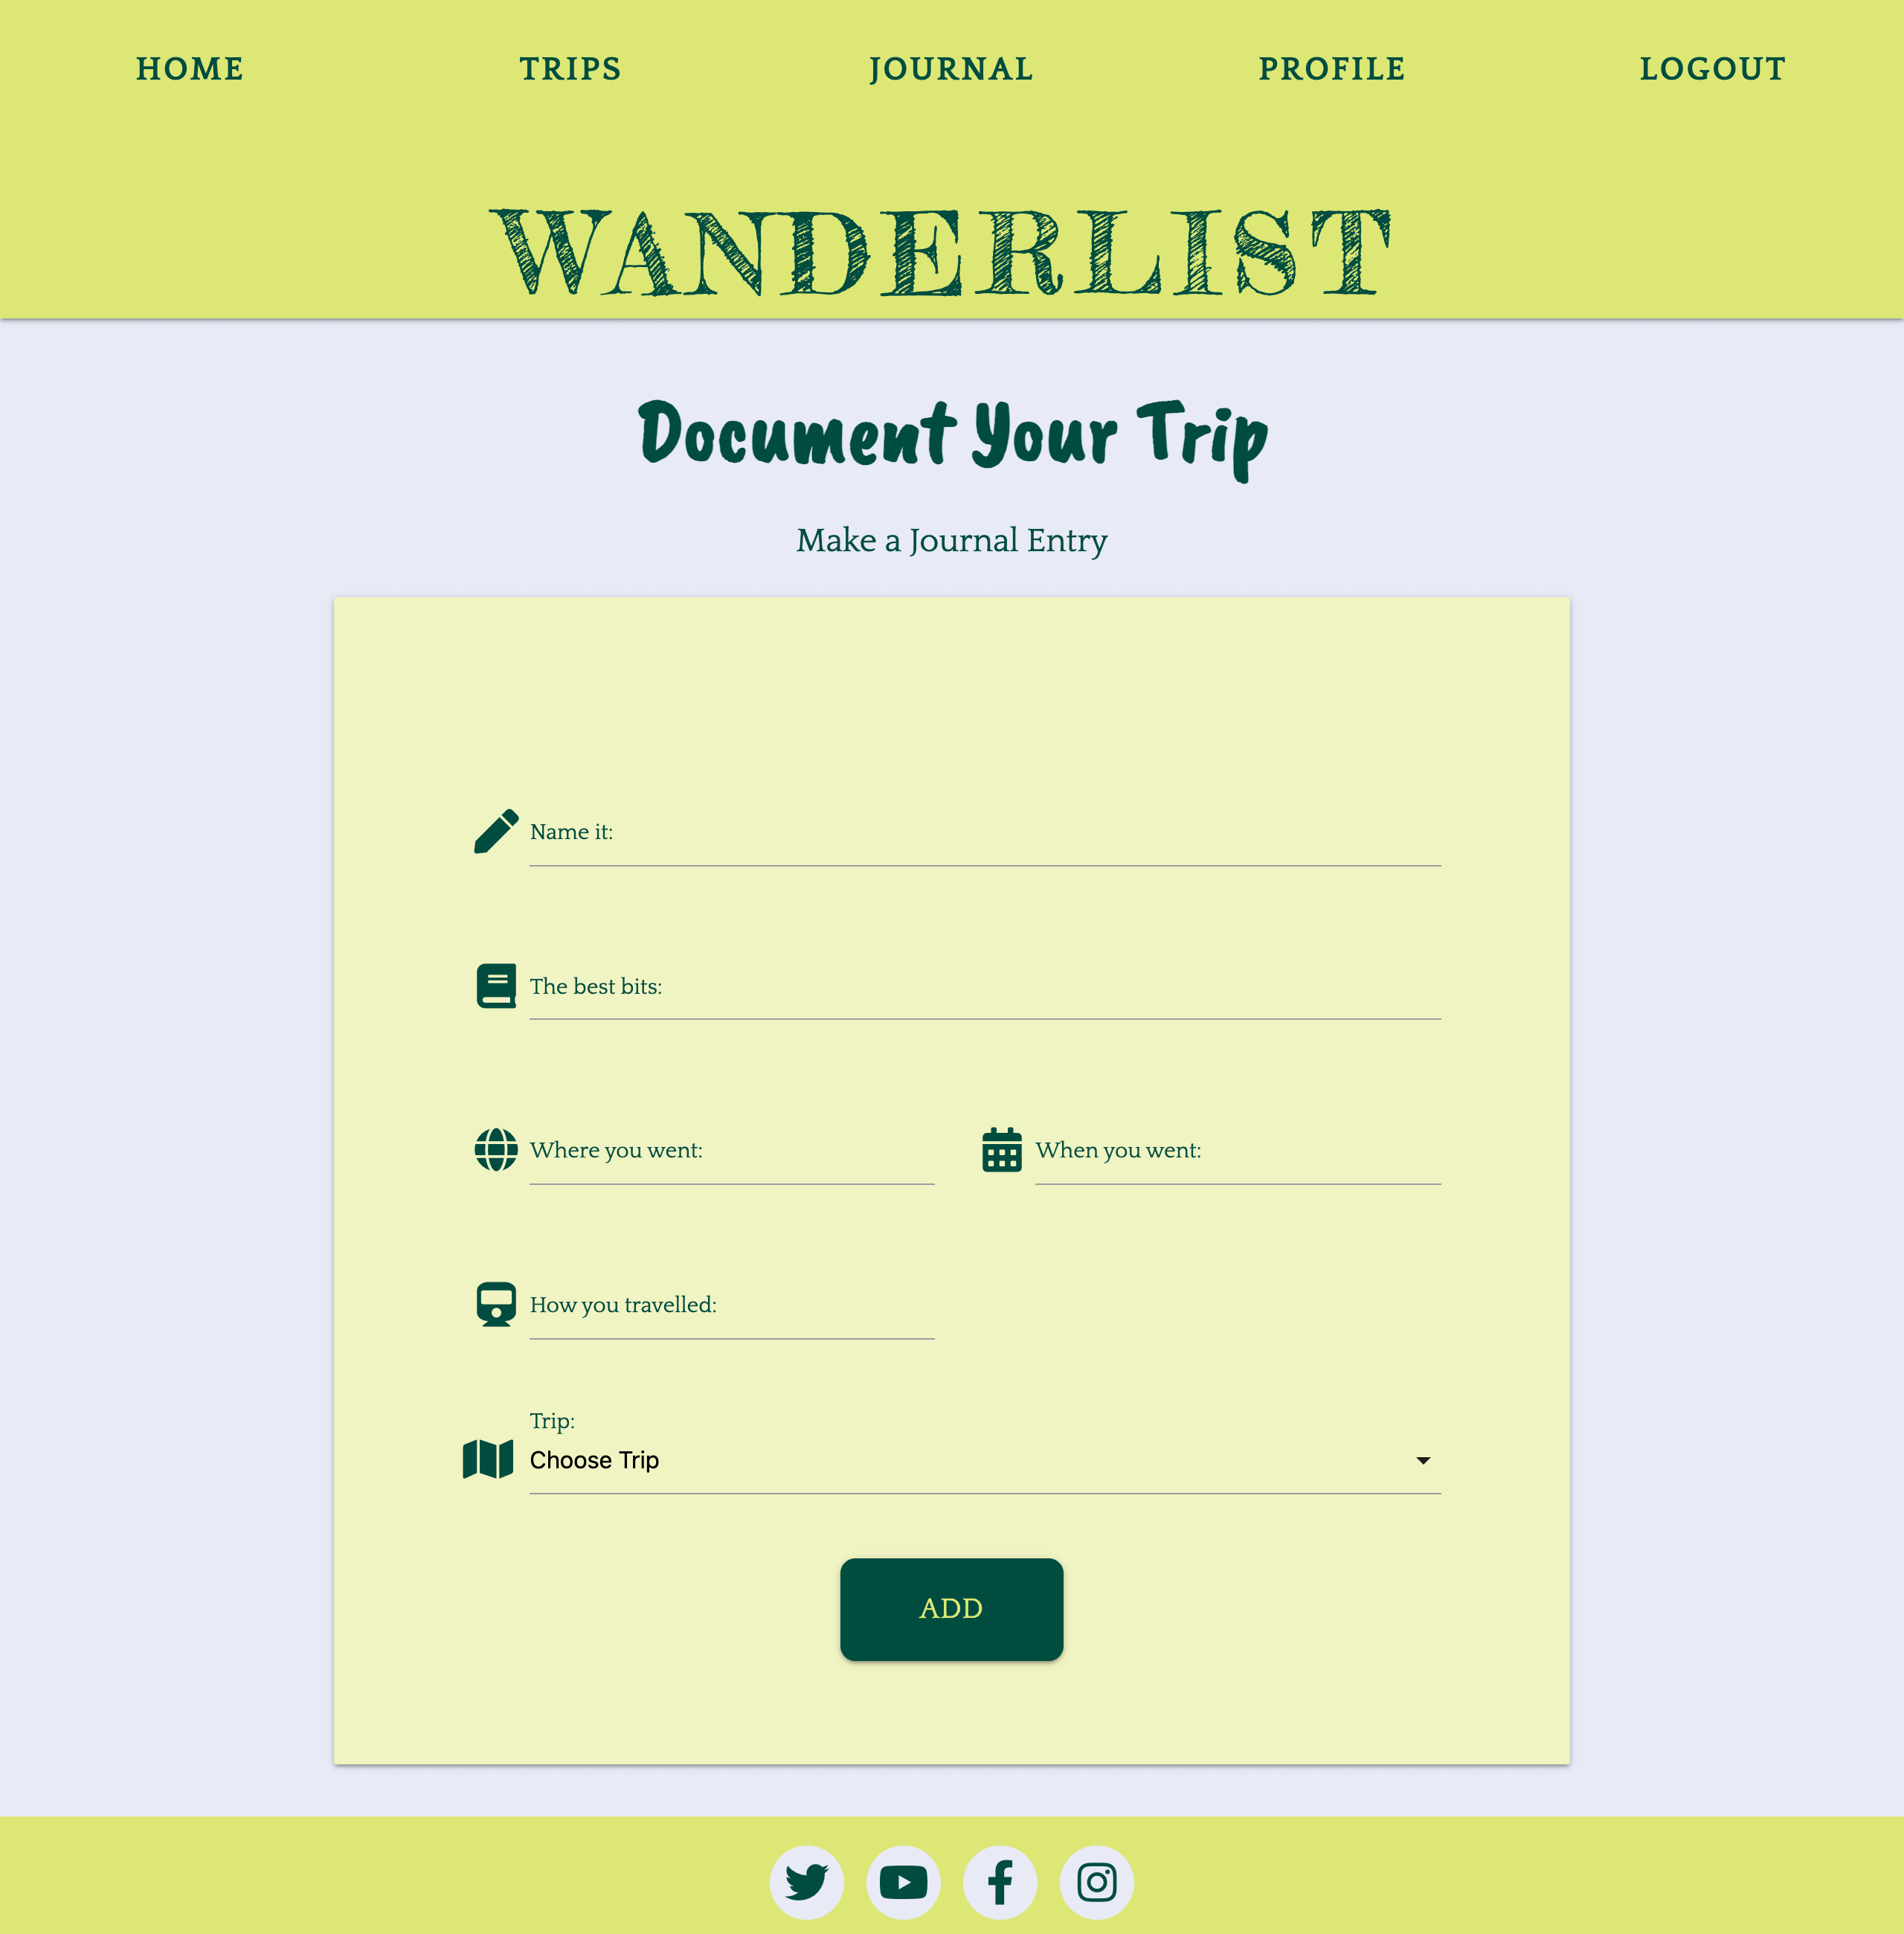 HOME TRIPS JOURNAL PROFILE LOGOUT
WANDERLIST
Document Your Trip
Make a Journal Entry
Name it:
The best bits:
Where you went: When you went:
How you travelled:
Trip:
Choose Trip
ADD